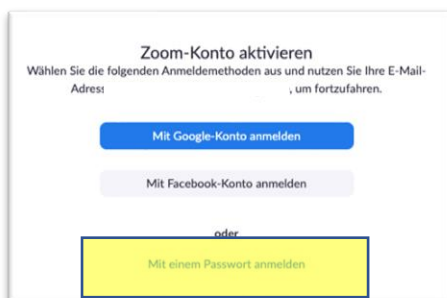 Zoom-Konto aktivieren
Wählen Sie die folgenden Anmeldemethoden aus und nutzen Sie Ihre E-Mail-
, um fortzufahren.
Mit Google-Konto anmelden
Mit Facebook-Konto anmelden
oder
Mit einem Passwort anmelden